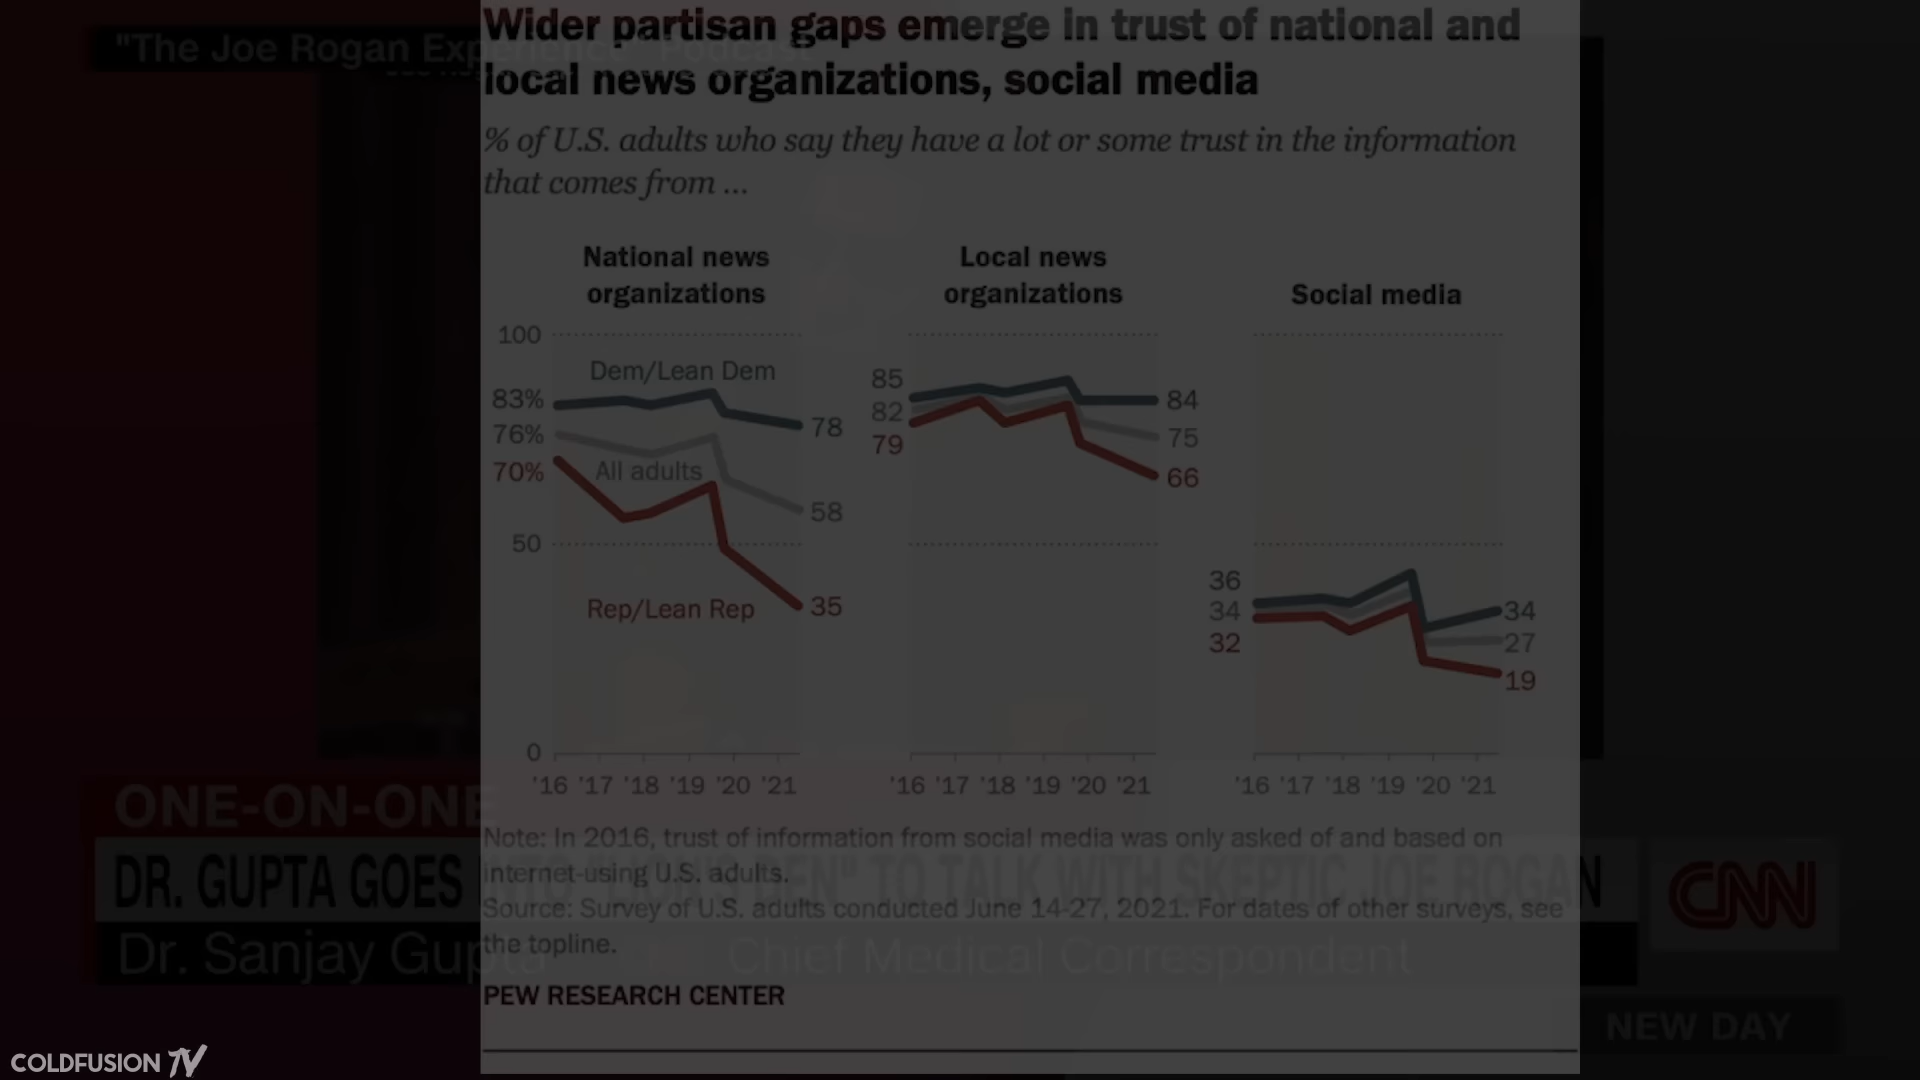 "The Joe Rogan Experience" Podcast
Wider partisan gaps emerge in trust of national and
local news organizations, social media
% of U.S. adults who say they have a lot or some trust in the information
that comes from ...
National news
organizations
100
Dem/Lean Dem
83%
76%
70%
All adults
78
58
50
Rep/Lean Rep
35
0
'16 '17 '18 '19 '20 '21
Local news
organizations
85
82
79
84
75
66
'16 '17 '18 '19 '20 '21
Social media
36
34
32
34
27
19
'16 '17 '18 '19 '20 '21
Note: In 2016, trust of information from social media was only asked of and based on
internet-using U.S. adults.
Source: Survey of U.S. adults conducted June 14-27, 2021. For dates of other surveys, see
the topline.
PEW RESEARCH CENTER
ONE-ON-ONE
DR. GUPTA GOES INTO "LION'S DEN" TO TALK WITH SKEPTIC JOE ROGAN
Dr. Sanjay Gupta
Chief Medical Correspondent
CNN
NEW DAY
COLDFUSION TV